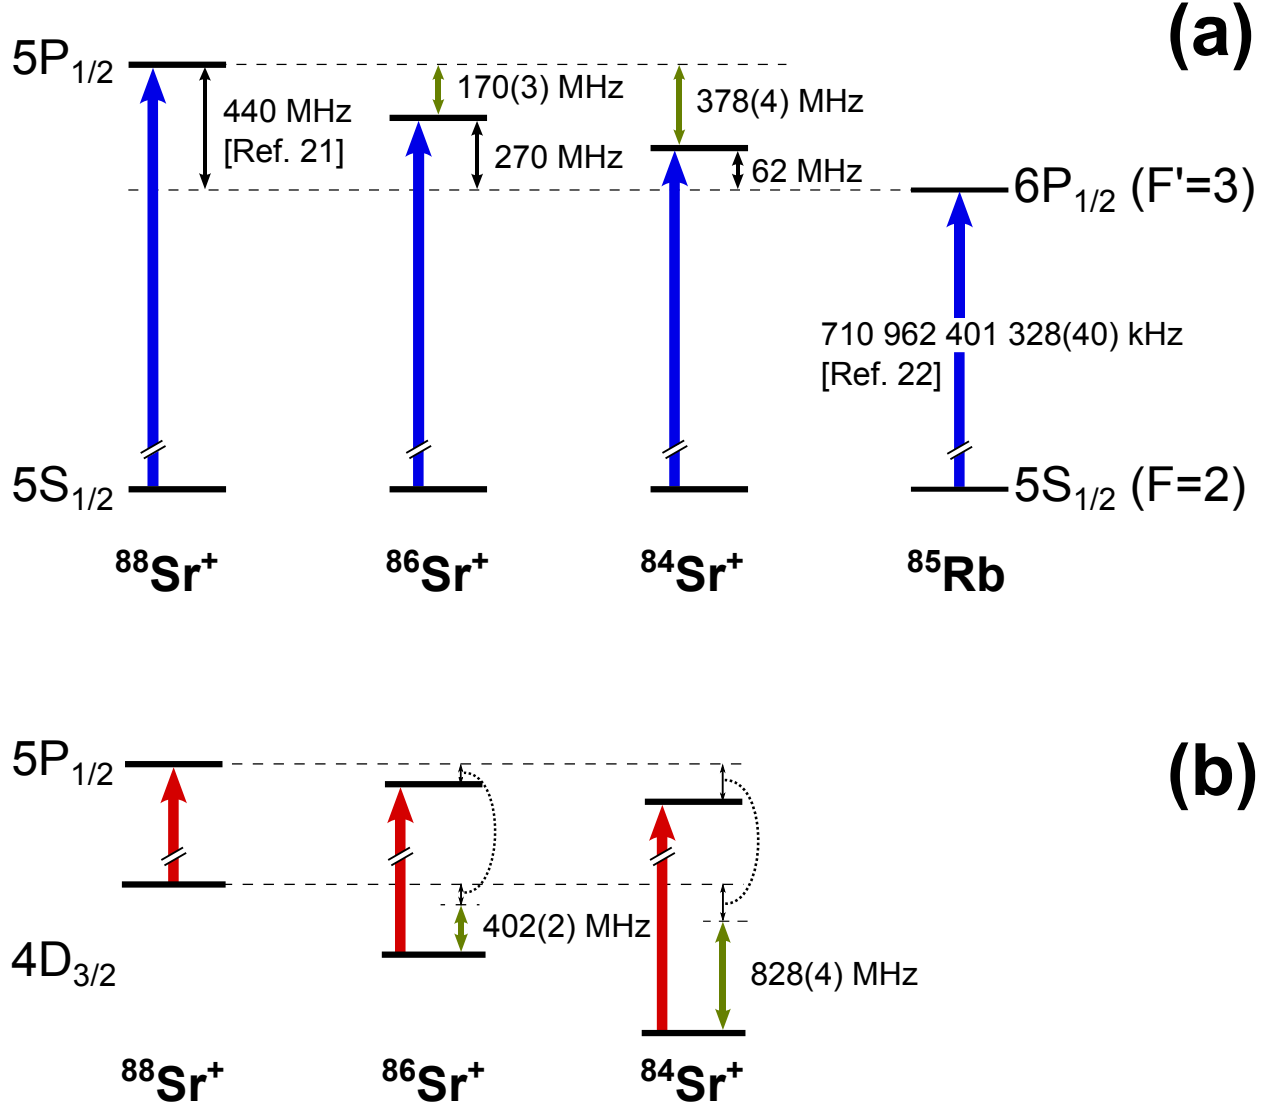 (a)
5P1/2
440 MHz
[Ref. 21]
170(3) MHz
270 MHz
378(4) MHz
62 MHz
6P1/2 (F'=3)
710 962 401 328(40) kHz
[Ref. 22]
5S1/2
5S1/2 (F=2)
88Sr+ 86Sr+ 84Sr+ 85Rb
(b)
5P1/2
402(2) MHz
4D3/2
828(4) MHz
88Sr+ 86Sr+ 84Sr+